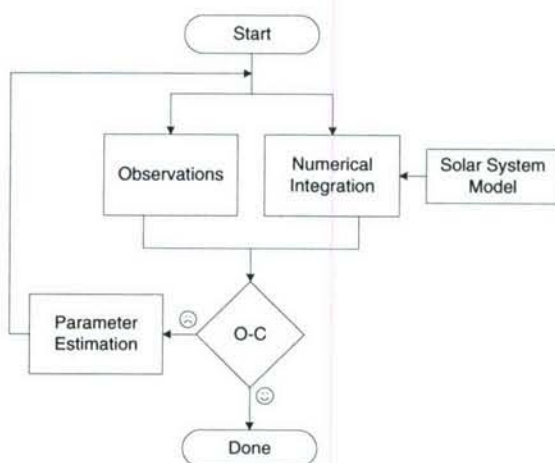 Start
Observations
Numerical
Integration
Solar System
Model
Parameter
Estimation
O-C
Done